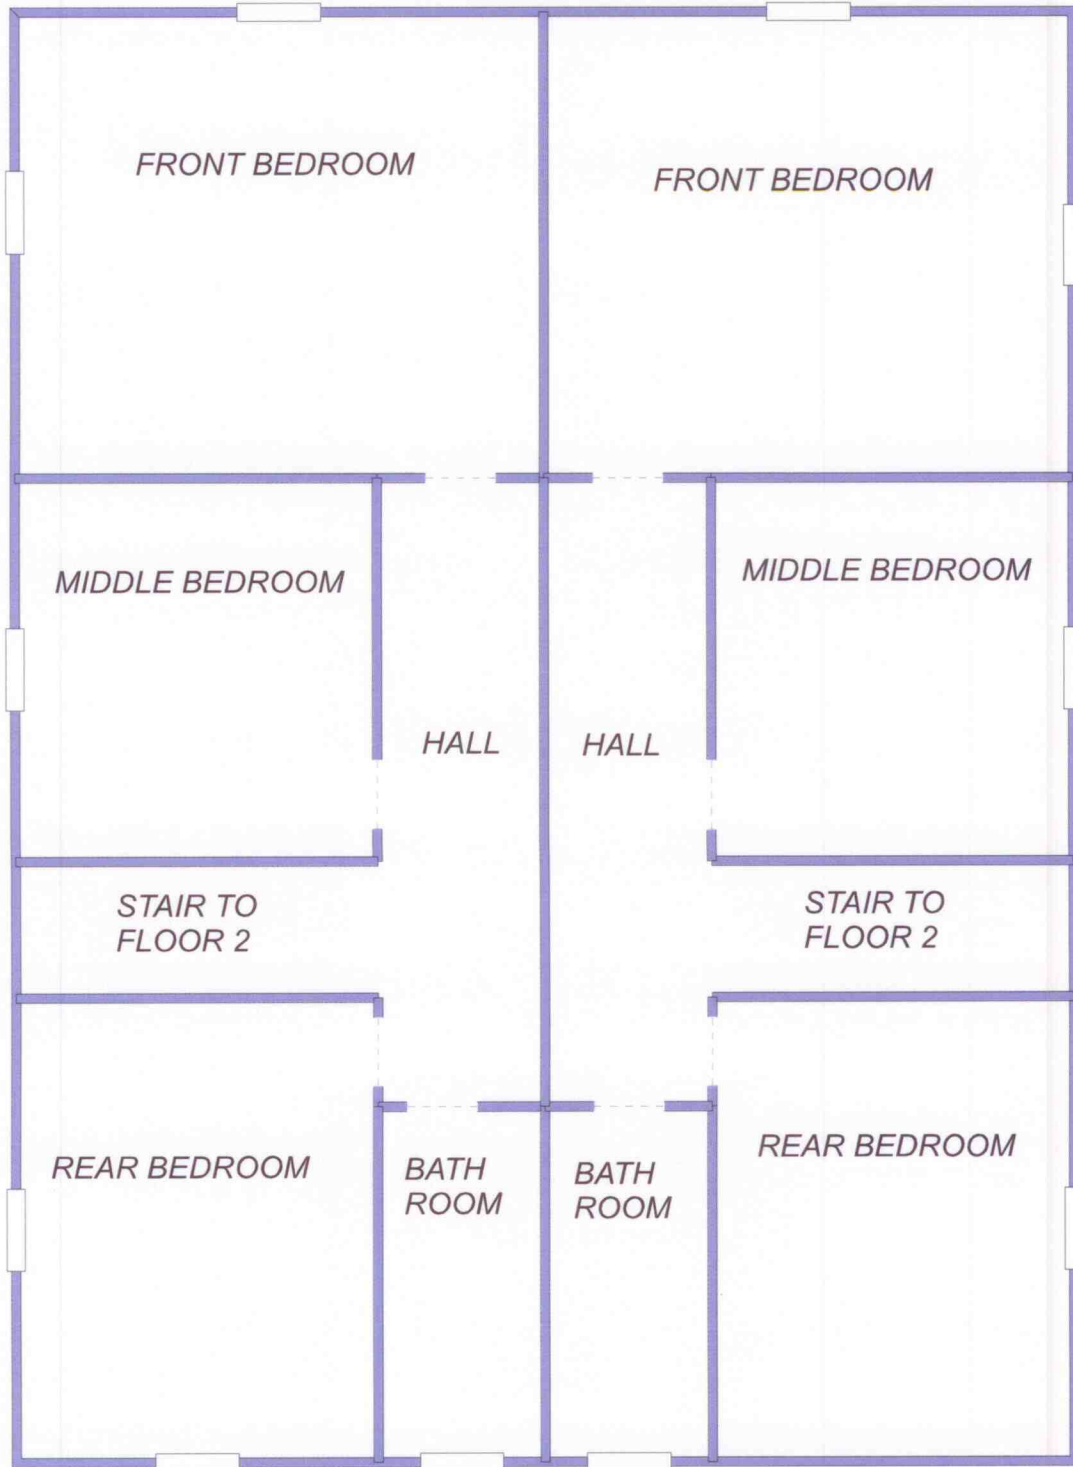 FRONT BEDROOM
FRONT BEDROOM
MIDDLE BEDROOM
MIDDLE BEDROOM
HALL
HALL
STAIR TO
FLOOR 2
STAIR TO
FLOOR 2
REAR BEDROOM
BATH
ROOM
BATH
ROOM
REAR BEDROOM